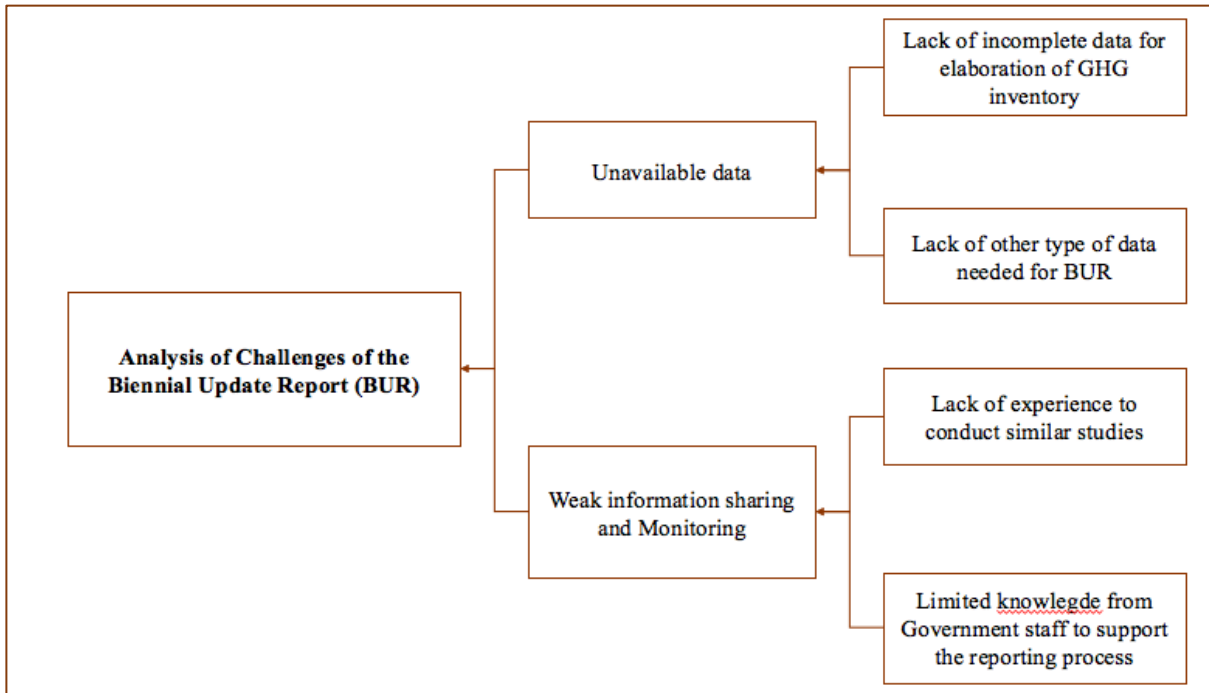 Analysis of Challenges of the
Biennial Update Report (BUR)
Unavailable data
Weak information sharing
and Monitoring
Lack of incomplete data for
elaboration of GHG
inventory
Lack of other type of data
needed for BUR
Lack of experience to
conduct similar studies
Limited knowlegde from
Government staff to support
the reporting process